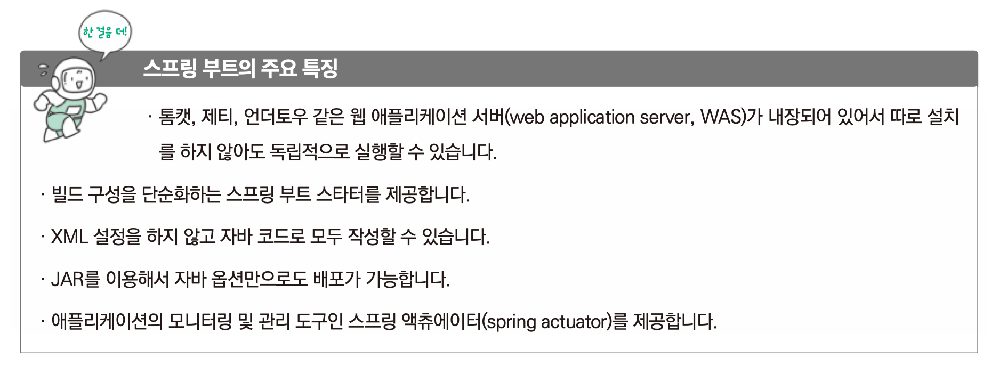 한 걸음 더!
스프링 부트의 주요 특징
· 톰캣, 제티, 언더토우 같은 웹 애플리케이션 서버(web application server, WAS)가 내장되어 있어서 따로 설치
를 하지 않아도 독립적으로 실행할 수 있습니다.
· 빌드 구성을 단순화하는 스프링 부트 스타터를 제공합니다.
· XML 설정을 하지 않고 자바 코드로 모두 작성할 수 있습니다.
· JAR를 이용해서 자바 옵션만으로도 배포가 가능합니다.
· 애플리케이션의 모니터링 및 관리 도구인 스프링 액츄에이터(spring actuator)를 제공합니다.